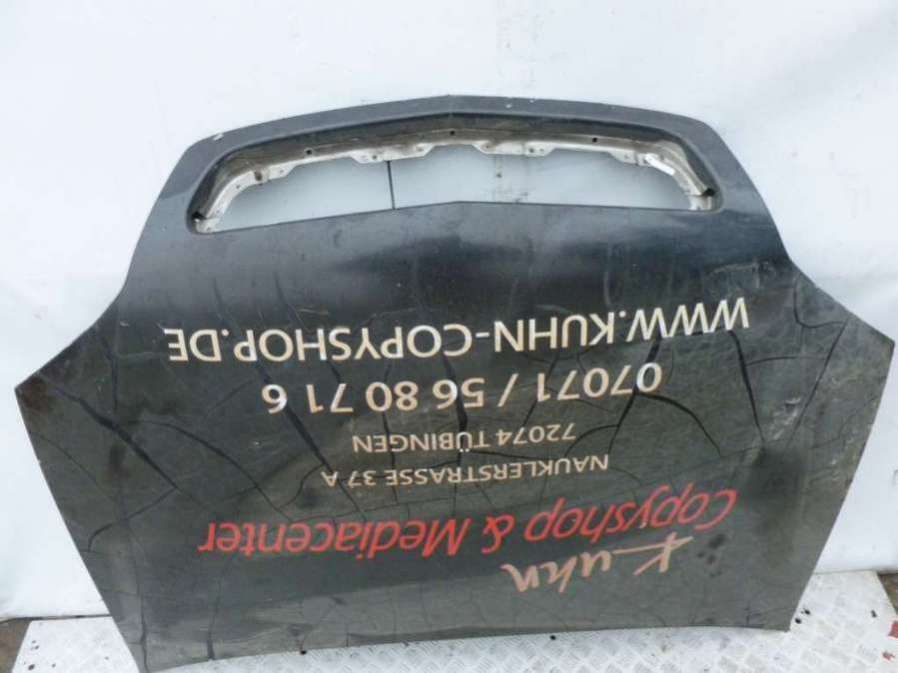 Kuhn
Copyshop & Mediacenter
NAUKLERSTRASSE 37 A
72074 TÜBINGEN
07071 / 56 80 71 6
WWW.KUHN-COPYSHOP.DE